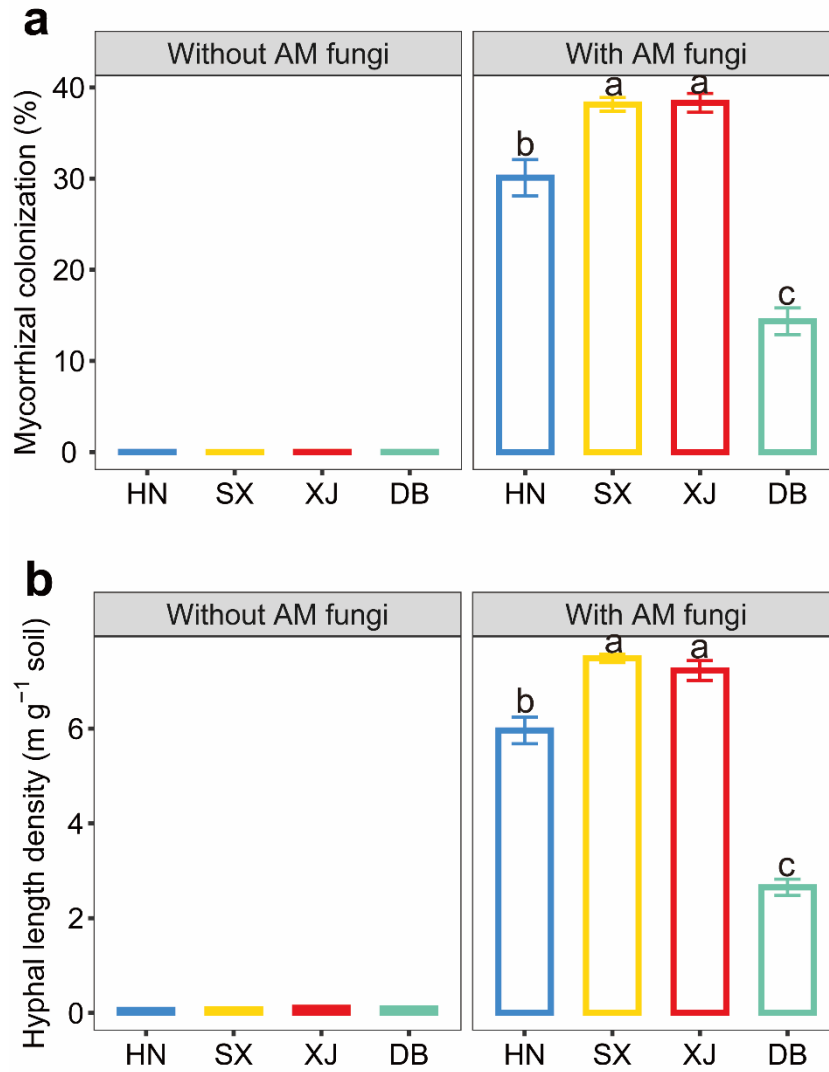 a
Without AM fungi With AM fungi
Mycorrhizal colonization (%)
40
30
20
10
0
b a a c
HN SX XJ DB HN SX XJ DB
b
Without AM fungi With AM fungi
Hyphal length density (m g⁻¹ soil)
6
4
2
0
b a a c
HN SX XJ DB HN SX XJ DB